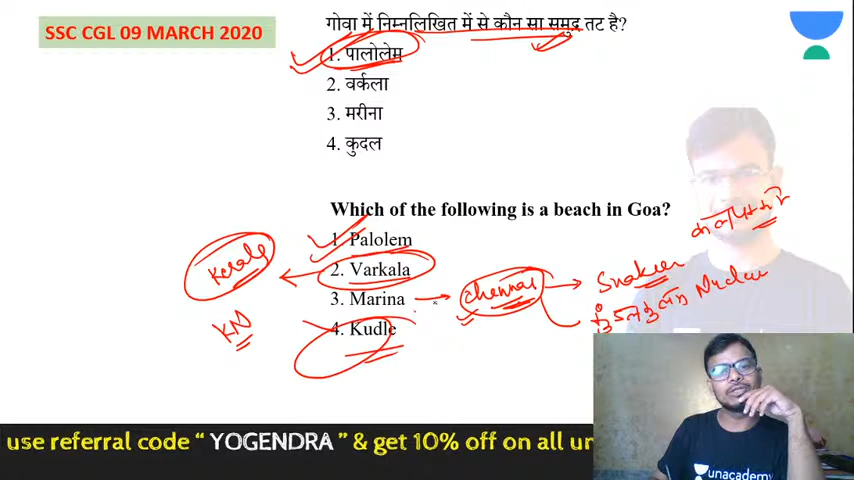 SSC CGL 09 MARCH 2020
गोवा में निम्नलिखित में से कौन सा समुद्र तट है?
1. पालोलेम
2. वर्कला
3. मरीना
4. कुदल
Which of the following is a beach in Goa?
1. Palolem
2. Varkala
3. Marina
4. Kudle
Kerala
KN
Chennai
use referral code “ YOGENDRA ” & get 10% off on all un
unacademy